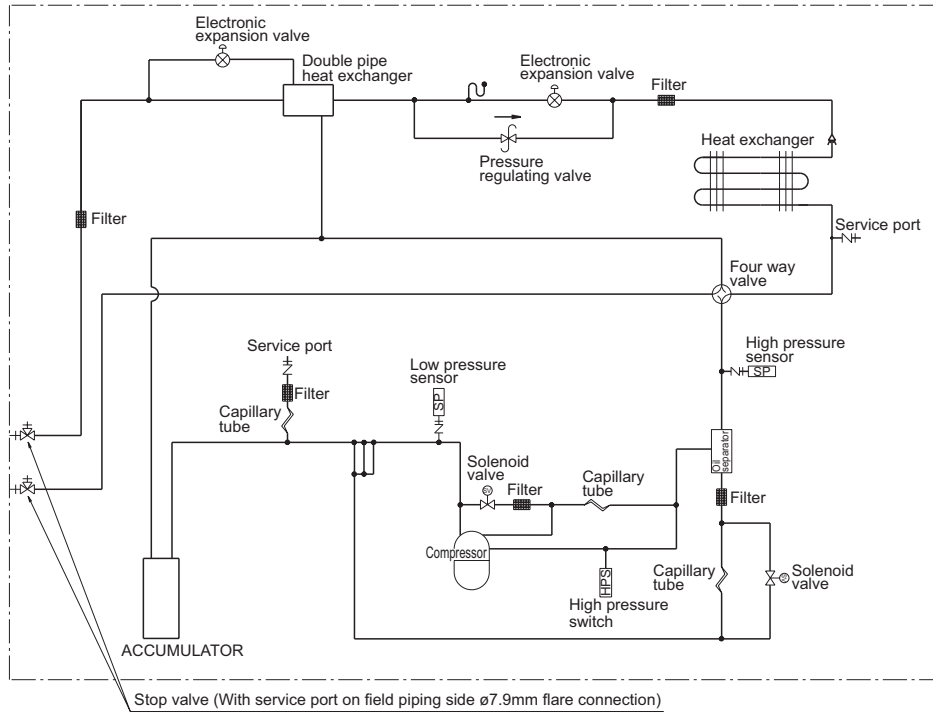 Electronic
expansion valve
Double pipe
heat exchanger
Electronic
expansion valve
Filter
Heat exchanger
Pressure
regulating valve
Filter
Service port
Four way
valve
Service port
High pressure
sensor
SP
Low pressure
sensor
SP
Filter
Capillary
tube
Oil
separator
Solenoid
valve
SV
Filter
Capillary
tube
Filter
Compressor
Capillary
tube
SV
Solenoid
valve
HPS
High pressure
switch
ACCUMULATOR
Stop valve (With service port on field piping side ø7.9mm flare connection)